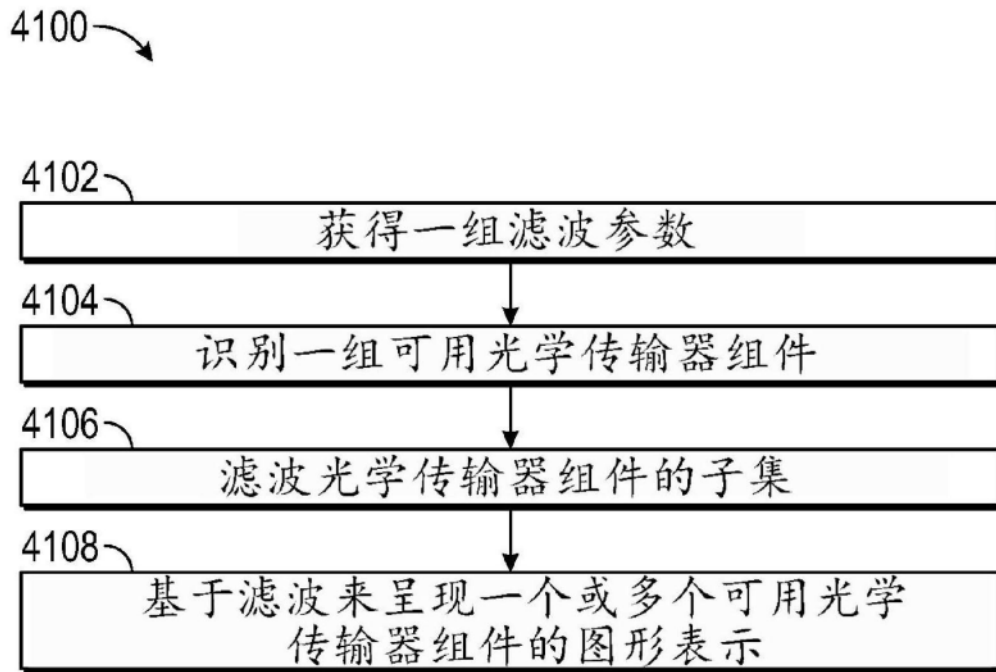 4100
4102
获得一组滤波参数
4104
识别一组可用光学传输器组件
4106
滤波光学传输器组件的子集
4108
基于滤波来呈现一个或多个可用光学
传输器组件的图形表示